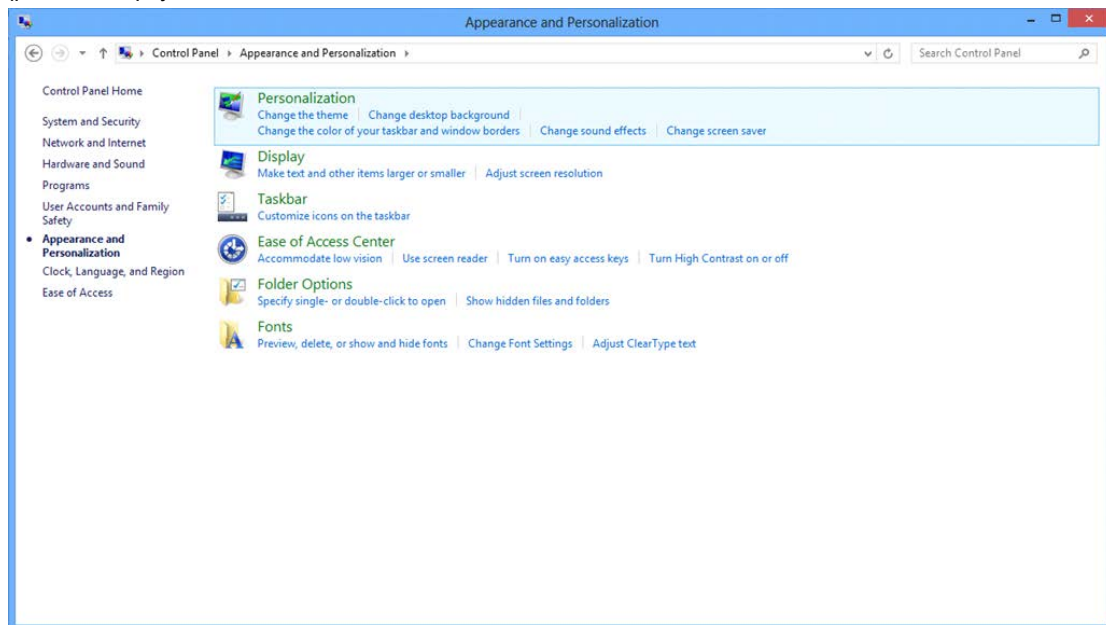 Appearance and Personalization
Control Panel Appearance and Personalization
Search Control Panel
Control Panel Home
System and Security
Network and Internet
Hardware and Sound
Programs
User Accounts and Family
Safety
Appearance and
Personalization
Clock, Language, and Region
Ease of Access
Personalization
Change the theme Change desktop background
Change the color of your taskbar and window borders Change sound effects Change screen saver
Display
Make text and other items larger or smaller Adjust screen resolution
Taskbar
Customize icons on the taskbar
Ease of Access Center
Accommodate low vision Use screen reader Turn on easy access keys Turn High Contrast on or off
Folder Options
Specify single- or double-click to open Show hidden files and folders
Fonts
Preview, delete, or show and hide fonts Change Font Settings Adjust ClearType text